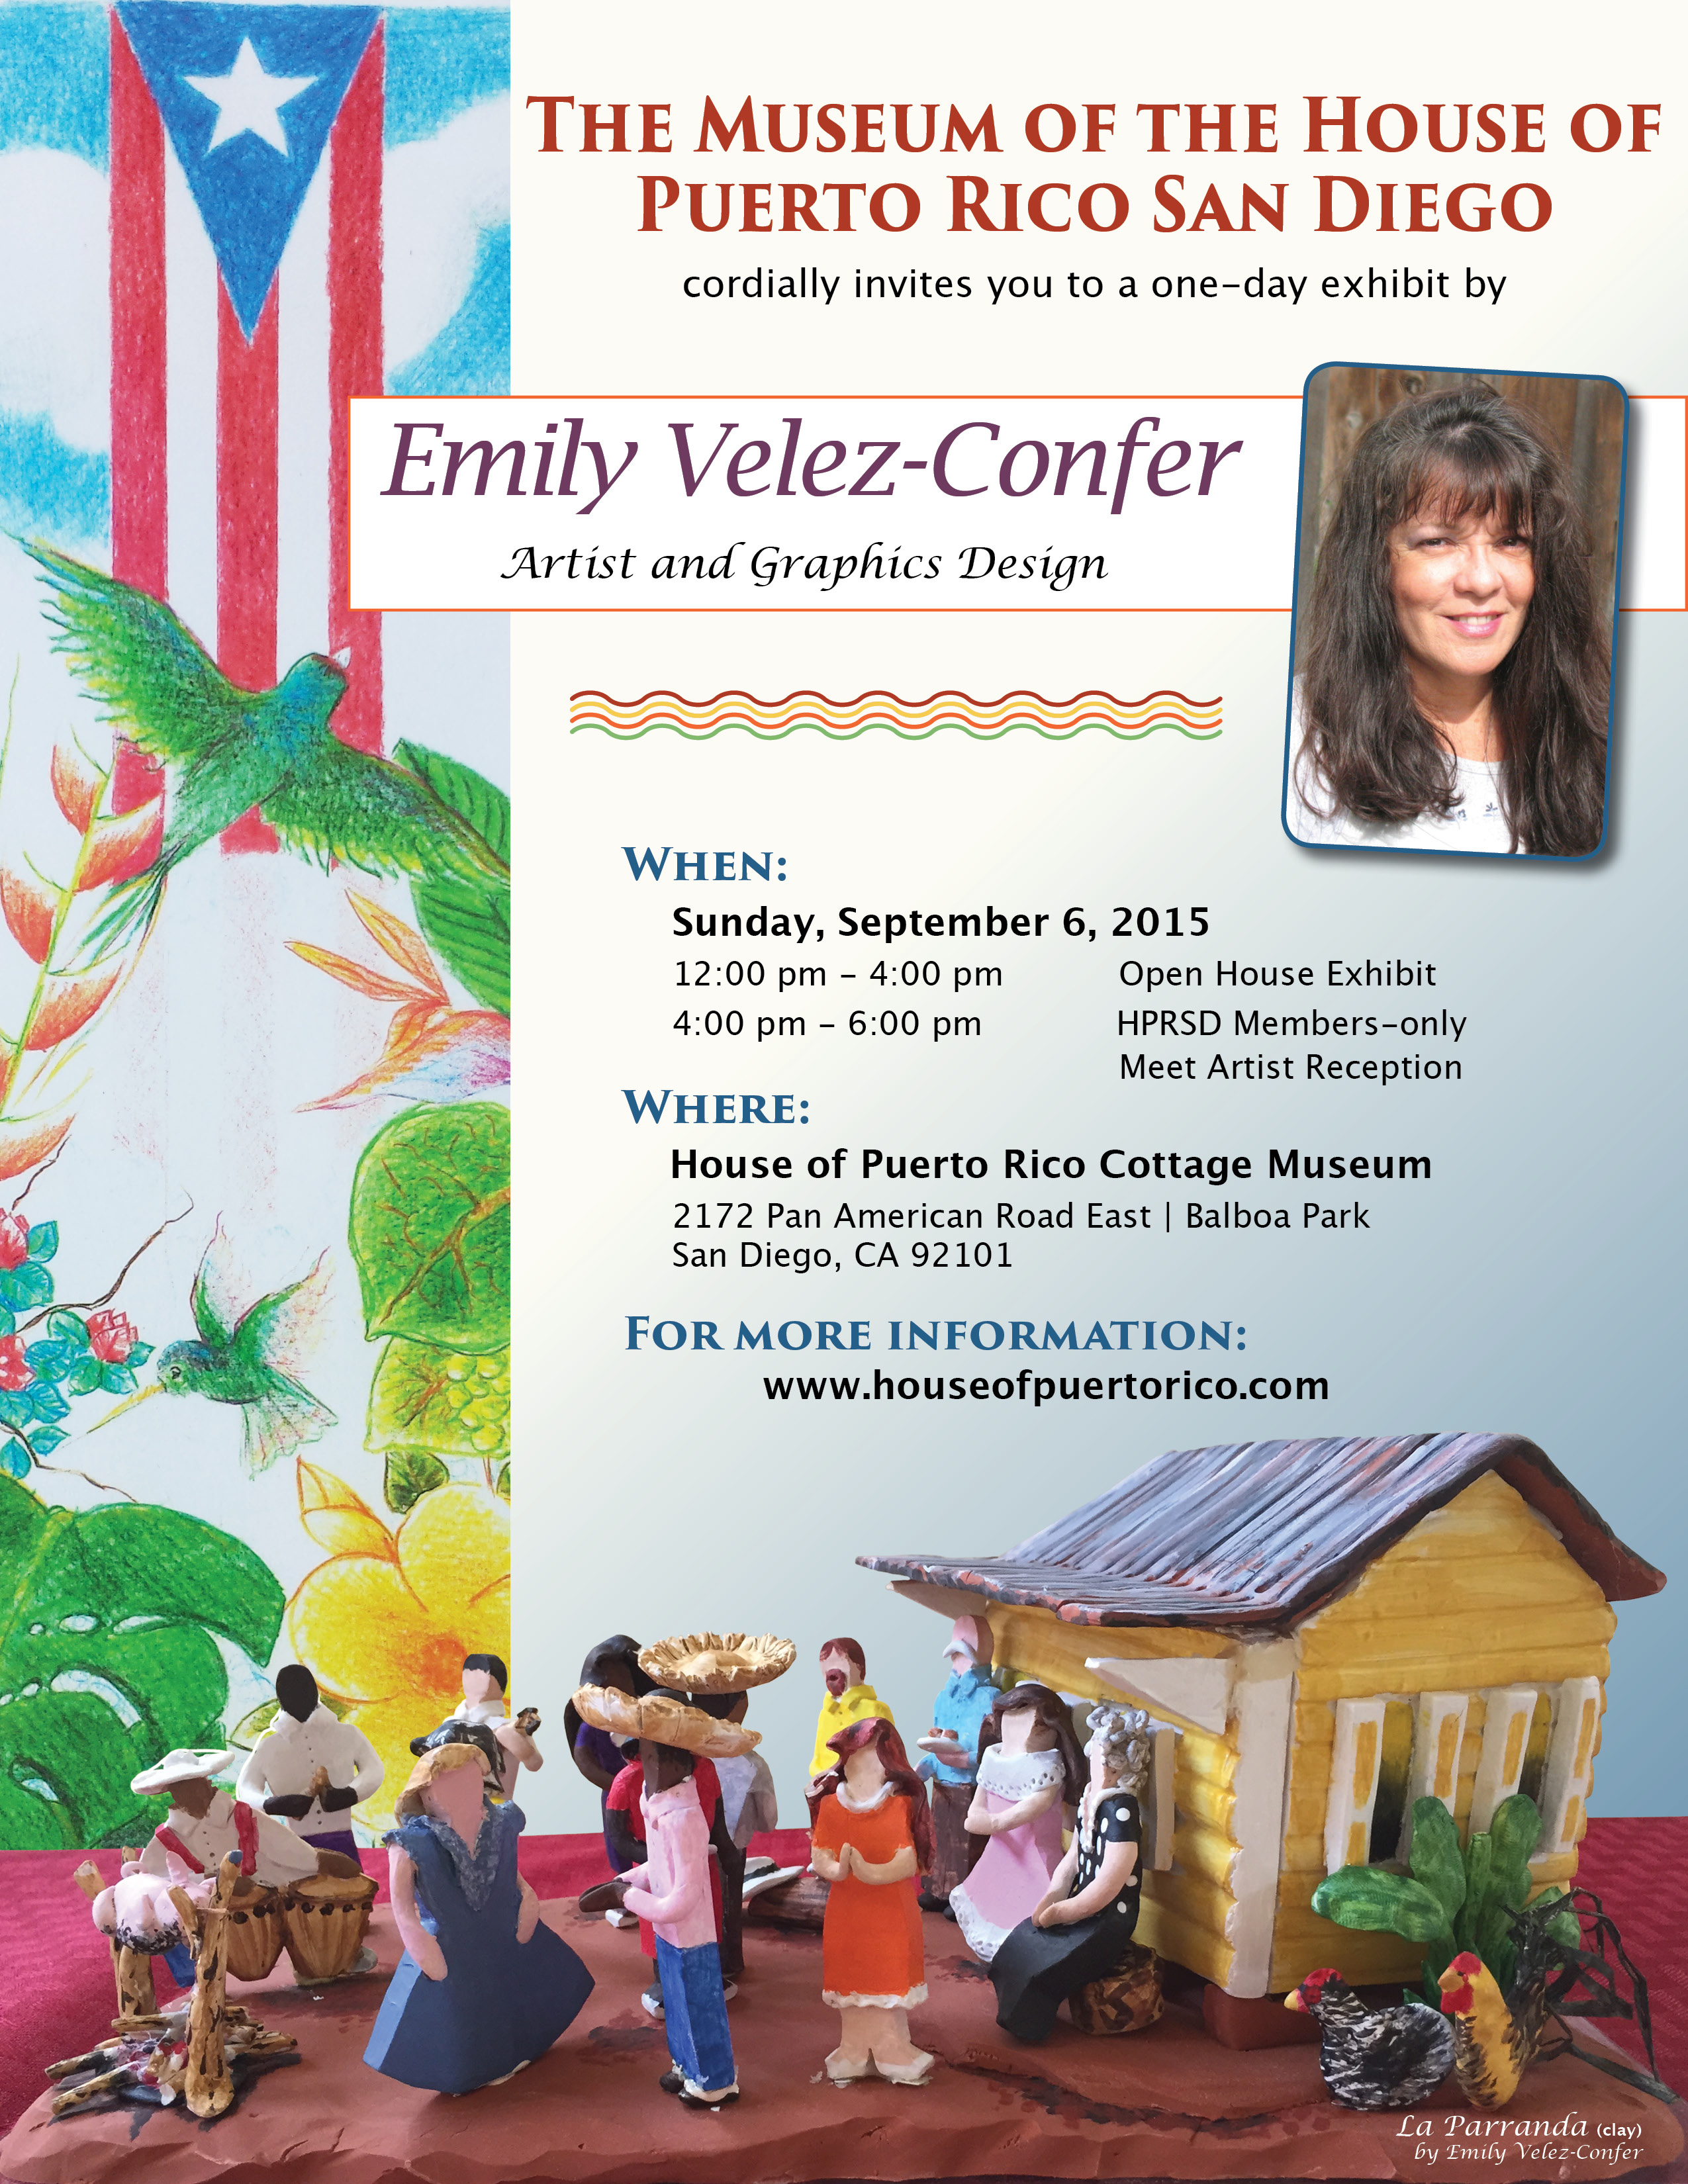 The Museum of the House of
Puerto Rico San Diego
cordially invites you to a one-day exhibit by
Emily Velez-Confer
Artist and Graphics Design
When:
Sunday, September 6, 2015
12:00 pm - 4:00 pm Open House Exhibit
4:00 pm - 6:00 pm HPRSD Members-only
Meet Artist Reception
Where:
House of Puerto Rico Cottage Museum
2172 Pan American Road East | Balboa Park
San Diego, CA 92101
For more information:
www.houseofpuertorico.com
La Parranda (clay)
by Emily Velez-Confer